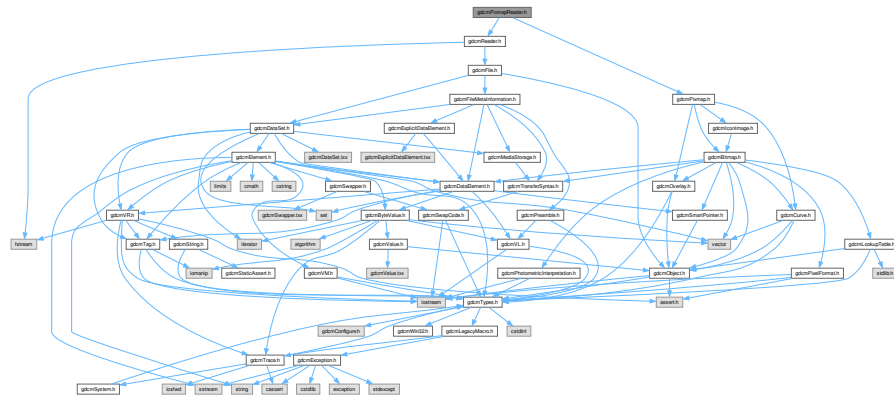 gdcmPixmapReader.h
gdcmReader.h
gdcmFile.h
gdcmFileMetaInformation.h
gdcmPixmap.h
gdcmDataSet.h
gdcmExplicitDataElement.h
gdcmIconImage.h
gdcmElement.h
gdcmDataSet.txx
gdcmExplicitDataElement.txx
gdcmMediaStorage.h
gdcmBitmap.h
limits
cmath
cstring
gdcmSwapper.h
gdcmDataElement.h
gdcmTransferSyntax.h
gdcmOverlay.h
gdcmVR.h
gdcmSwapper.txx
set
gdcmByteValue.h
gdcmSwapCode.h
gdcmPreamble.h
gdcmSmartPointer.h
gdcmCurve.h
fstream
gdcmTag.h
gdcmString.h
iterator
algorithm
gdcmValue.h
gdcmVL.h
vector
gdcmLookupTable.h
iomanip
gdcmStaticAssert.h
gdcmVM.h
gdcmValue.txx
gdcmPhotometricInterpretation.h
gdcmObject.h
gdcmPixelFormat.h
stdlib.h
iostream
gdcmTypes.h
assert.h
gdcmConfigure.h
gdcmWin32.h
gdcmLegacyMacro.h
cstdint
gdcmTrace.h
gdcmException.h
gdcmSystem.h
iosfwd
sstream
string
cassert
cstdlib
exception
stdexcept